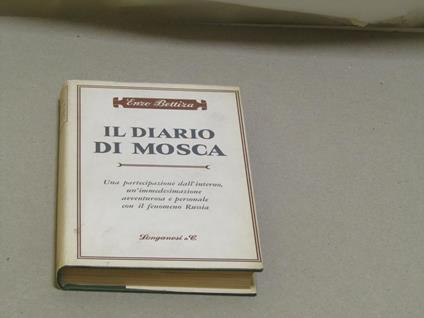 Enzo Bettiza
IL DIARIO
DI MOSCA
Una partecipazione dall'interno,
un'immedesimazione
avventurosa e personale
con il fenomeno Russia
Longanesi & C.